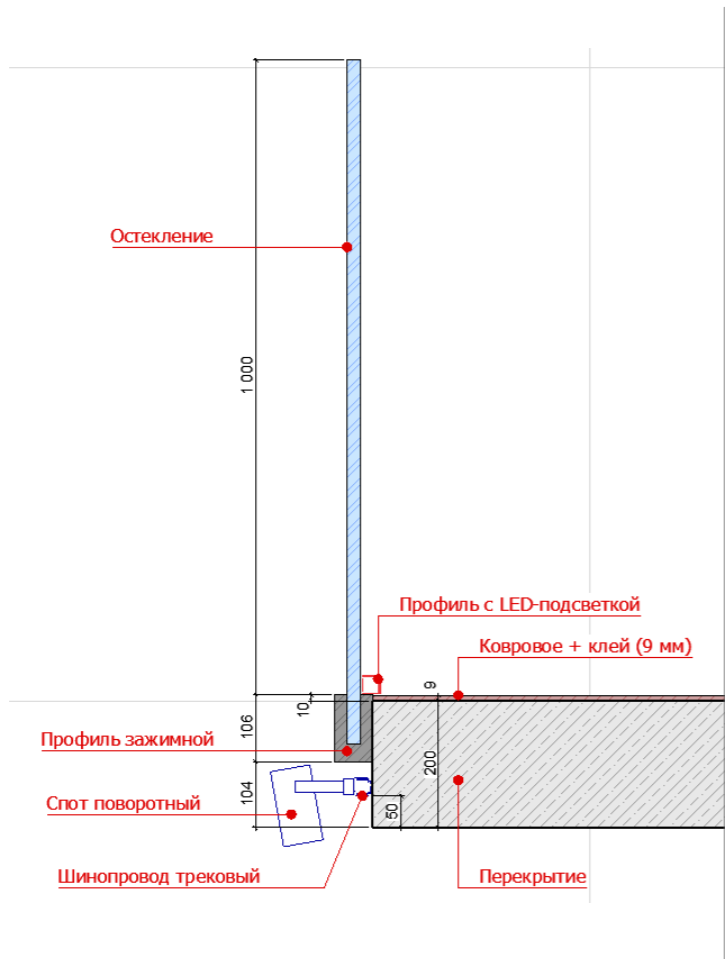 Остекление
1 000
Профиль с LED-подсветкой
Ковровое + клей (9 мм)
9
10
106
Профиль зажимной
200
104
Спот поворотный
50
Шинопровод трековый
Перекрытие